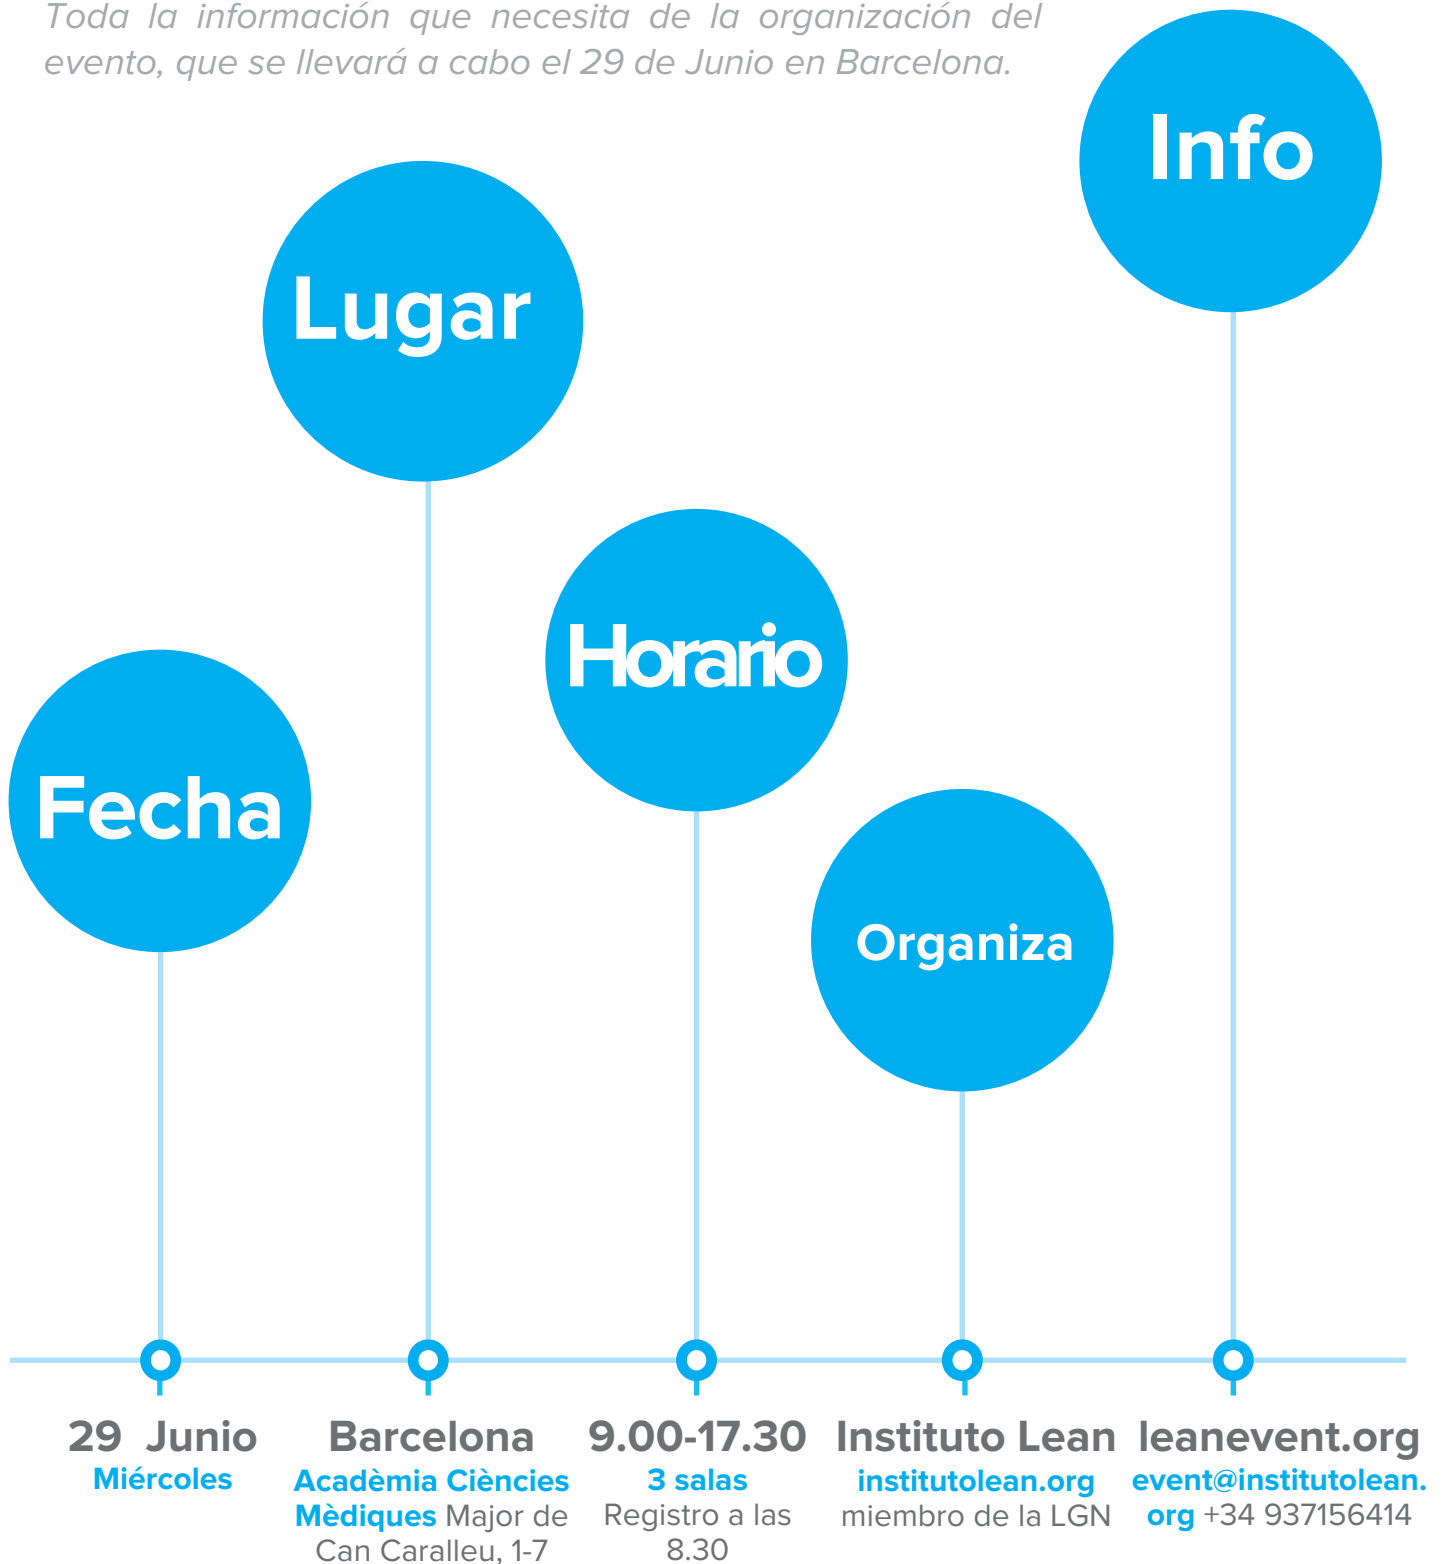 Toda la información que necesita de la organización del
evento, que se llevará a cabo el 29 de Junio en Barcelona.
Info
Lugar
Horario
Fecha
Organiza
29 Junio
Miércoles
Barcelona
Acadèmia Ciències
Mèdiques Major de
Can Caralleu, 1-7
9.00-17.30
3 salas
Registro a las
8.30
Instituto Lean
institutolean.org
miembro de la LGN
leanevent.org
event@institutolean.
org +34 937156414